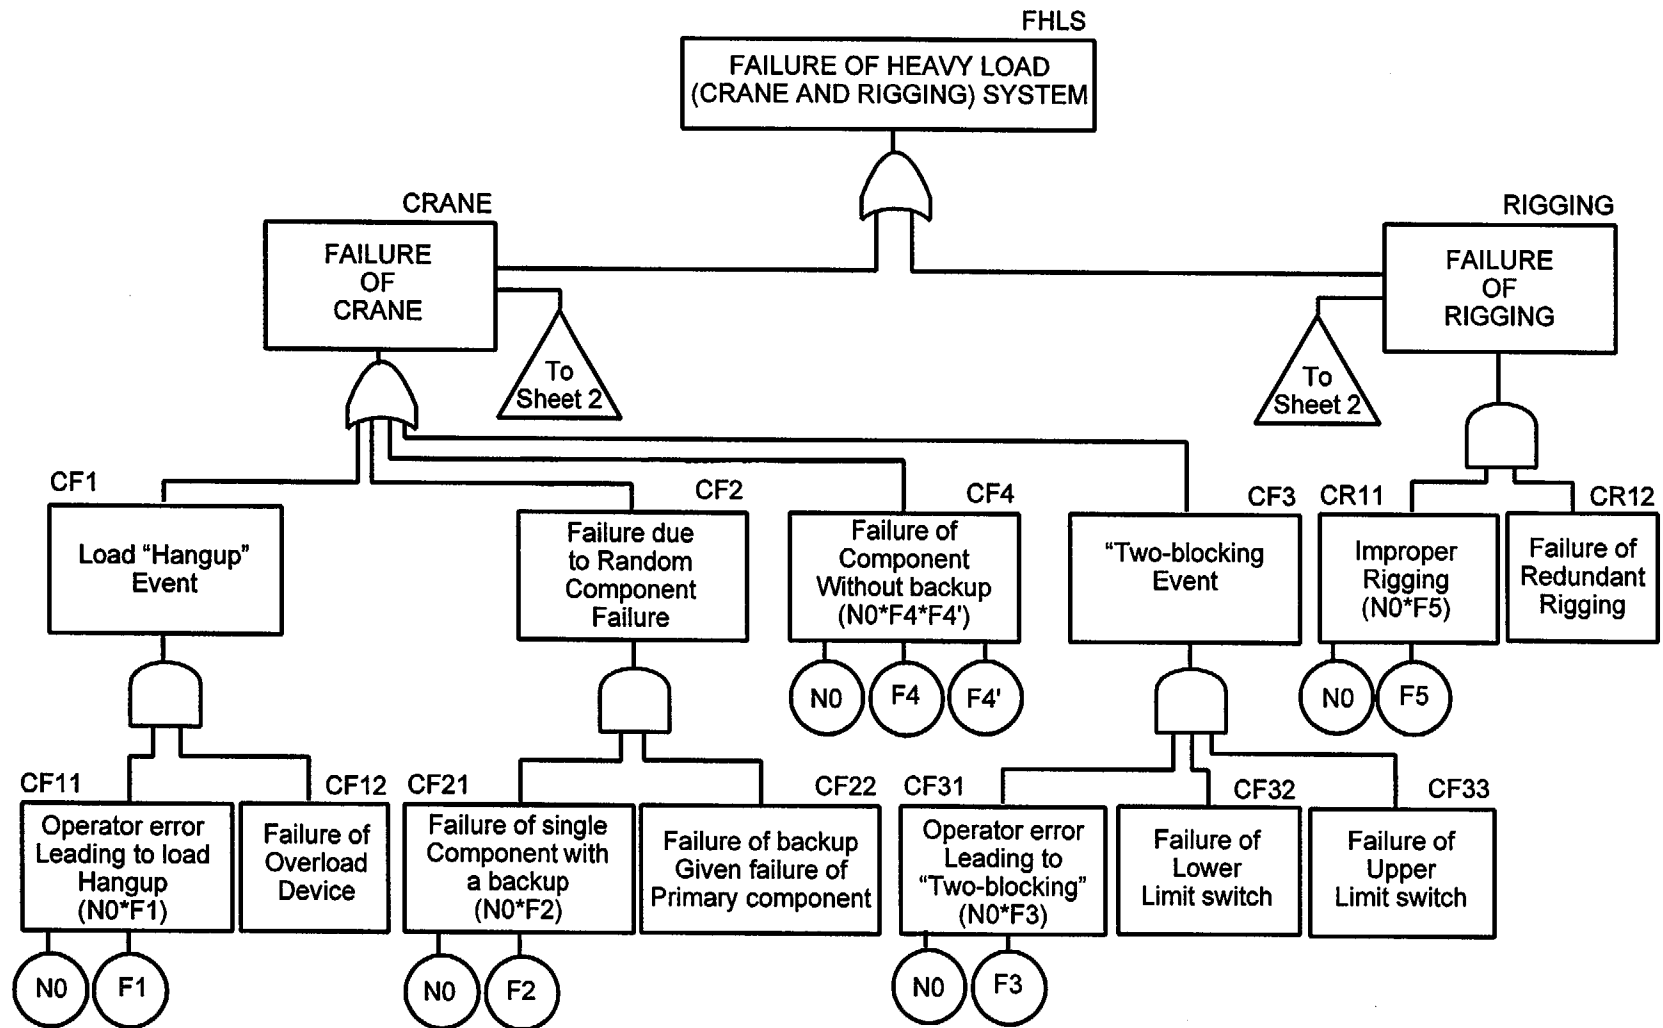 FHLS
FAILURE OF HEAVY LOAD
(CRANE AND RIGGING) SYSTEM
CRANE
FAILURE
OF
CRANE
To
Sheet 2
RIGGING
FAILURE
OF
RIGGING
To
Sheet 2
CF1
Load “Hangup”
Event
CF2
Failure due
to Random
Component
Failure
CF4
Failure of
Component
Without backup
(N0*F4*F4')
N0
F4
F4'
CF3
“Two-blocking
Event
CR11
Improper
Rigging
(N0*F5)
N0
F5
CR12
Failure of
Redundant
Rigging
CF11
Operator error
Leading to load
Hangup
(N0*F1)
N0
F1
CF12
Failure of
Overload
Device
CF21
Failure of single
Component with
a backup
(N0*F2)
N0
F2
CF22
Failure of backup
Given failure of
Primary component
CF31
Operator error
Leading to
“Two-blocking”
(N0*F3)
N0
F3
CF32
Failure of
Lower
Limit switch
CF33
Failure of
Upper
Limit switch